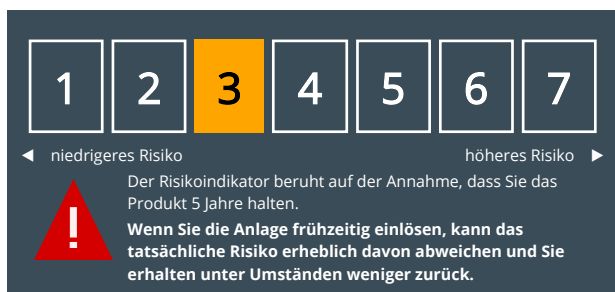 1 2 3 4 5 6 7
◄ niedrigeres Risiko höheres Risiko ►
Der Risikoindikator beruht auf der Annahme, dass Sie das
Produkt 5 Jahre halten.
Wenn Sie die Anlage frühzeitig einlösen, kann das
tatsächliche Risiko erheblich davon abweichen und Sie
erhalten unter Umständen weniger zurück.